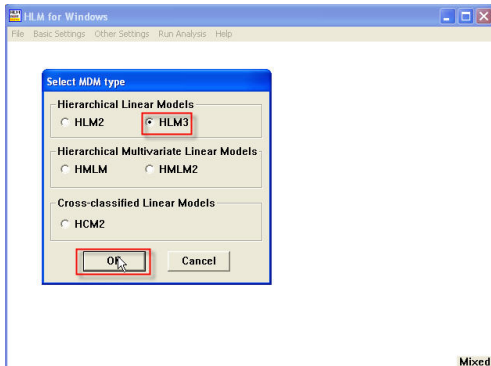 HLM for Windows
File Basic Settings Other Settings Run Analysis Help
Select MDM type
Hierarchical Linear Models
HLM2 HLM3
Hierarchical Multivariate Linear Models
HMLM HMLM2
Cross-classified Linear Models
HCM2
OK Cancel
Mixed